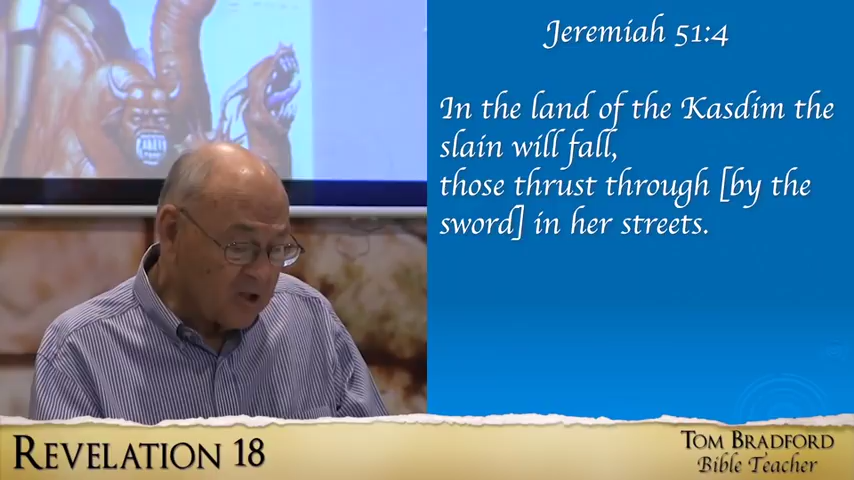 Jeremiah 51:4
In the land of the Kasdim the
slain will fall,
those thrust through [by the
sword] in her streets.
REVELATION 18
TOM BRADFORD
Bible Teacher